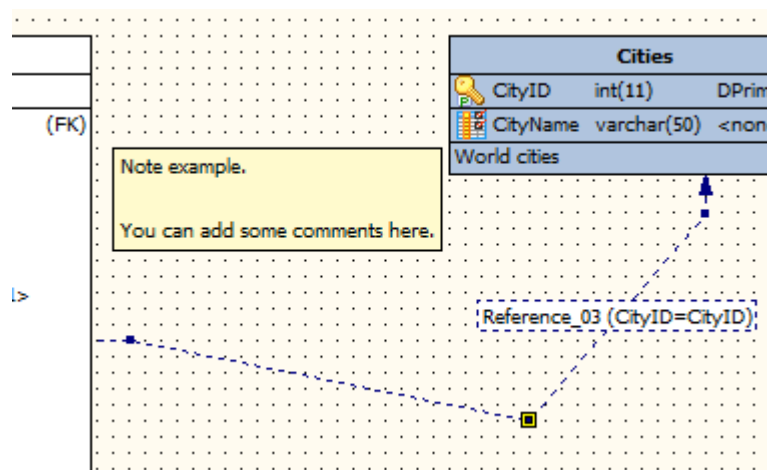 Cities
CityID int(11) DPrim
CityName varchar(50) <non
World cities
(FK)
Note example.
You can add some comments here.
Reference_03 (CityID=CityID)